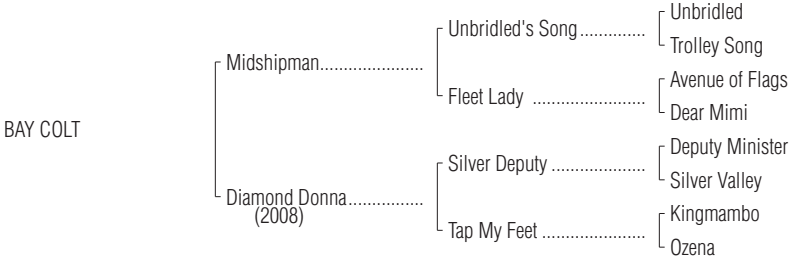 Unbridled
Unbridled's Song..............
Trolley Song
Midshipman......................
Avenue of Flags
Fleet Lady ........................
Dear Mimi
BAY COLT
Deputy Minister
Silver Deputy ....................
Silver Valley
Diamond Donna................
(2008)
Kingmambo
Tap My Feet ......................
Ozena